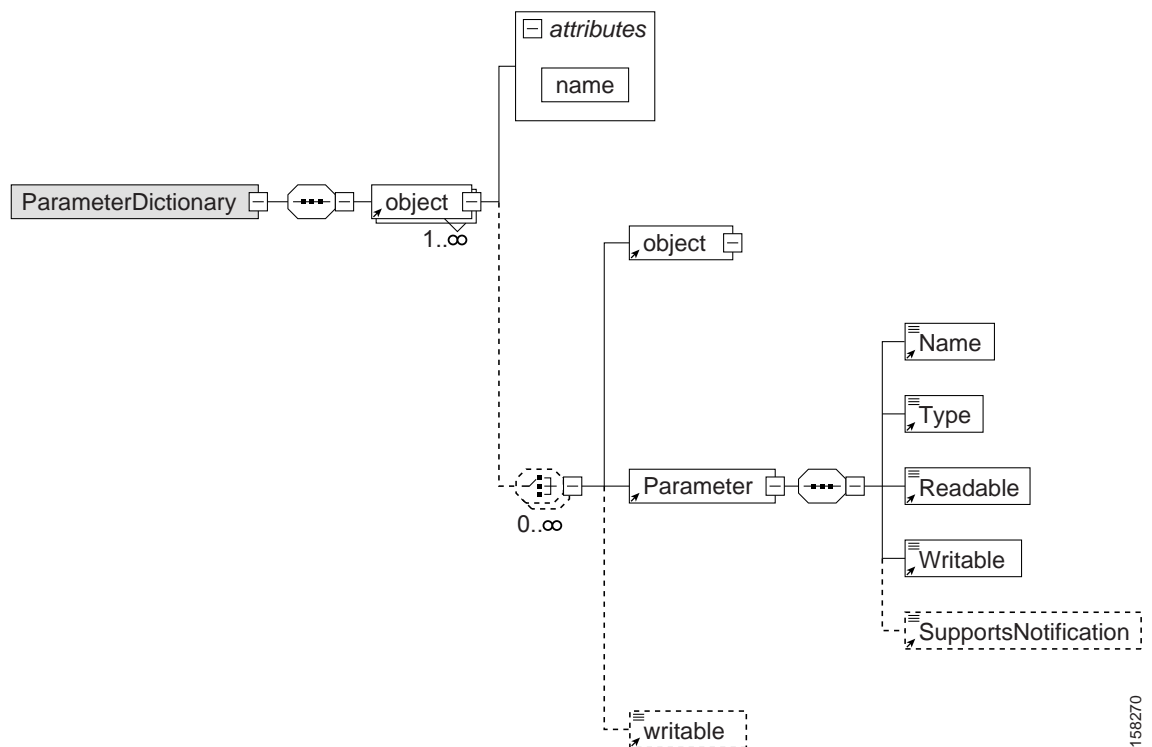 attributes
name
ParameterDictionary
object
1..∞
object
Name
Type
Readable
Parameter
0..∞
Writable
SupportsNotification
writable
158270